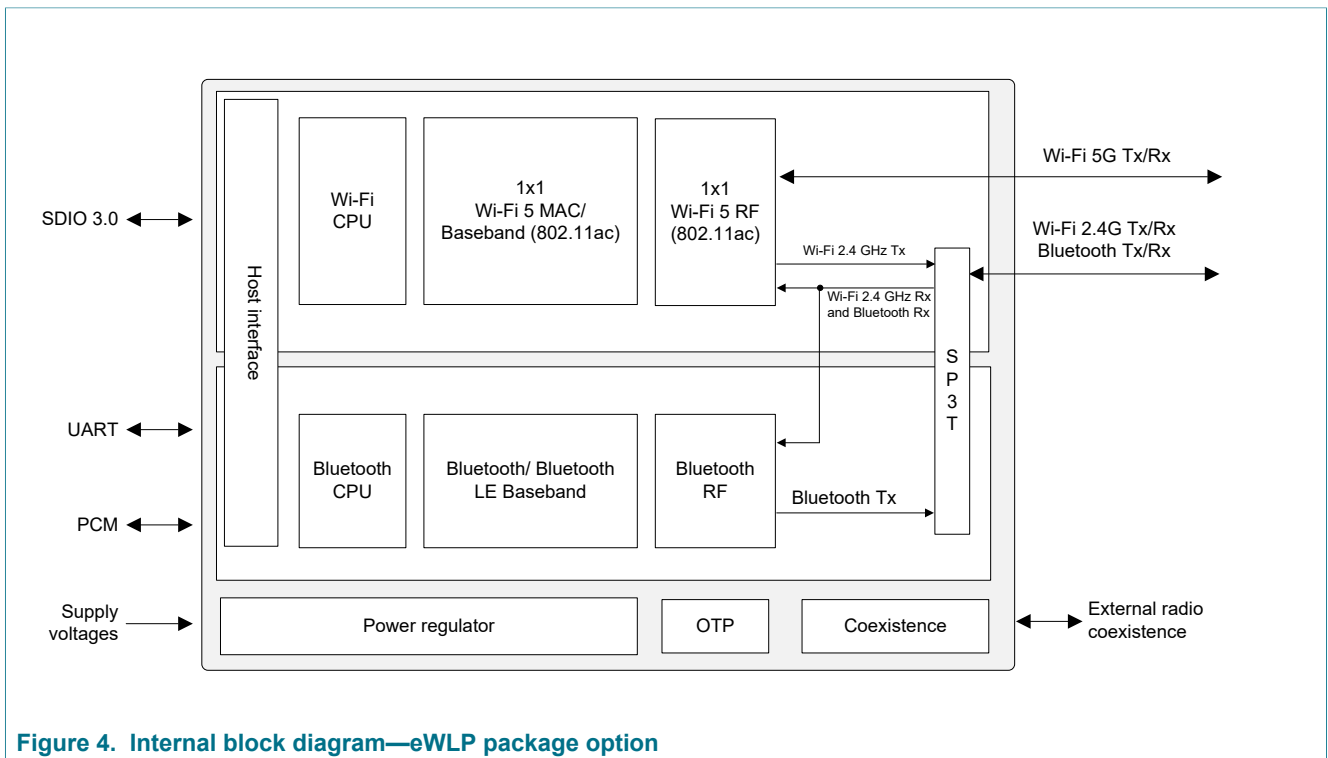 Wi-Fi 5G Tx/Rx
SDIO 3.0
Host interface
Wi-Fi
CPU
1x1
Wi-Fi 5 MAC/
Baseband (802.11ac)
1x1
Wi-Fi 5 RF
(802.11ac)
Wi-Fi 2.4G Tx/Rx
Bluetooth Tx/Rx
Wi-Fi 2.4 GHz Tx
Wi-Fi 2.4 GHz Rx
and Bluetooth Rx
S
P
3
T
UART
PCM
Bluetooth
CPU
Bluetooth/ Bluetooth
LE Baseband
Bluetooth
RF
Bluetooth Tx
Supply
voltages
Power regulator
OTP
Coexistence
External radio
coexistence
Figure 4. Internal block diagram—eWLP package option